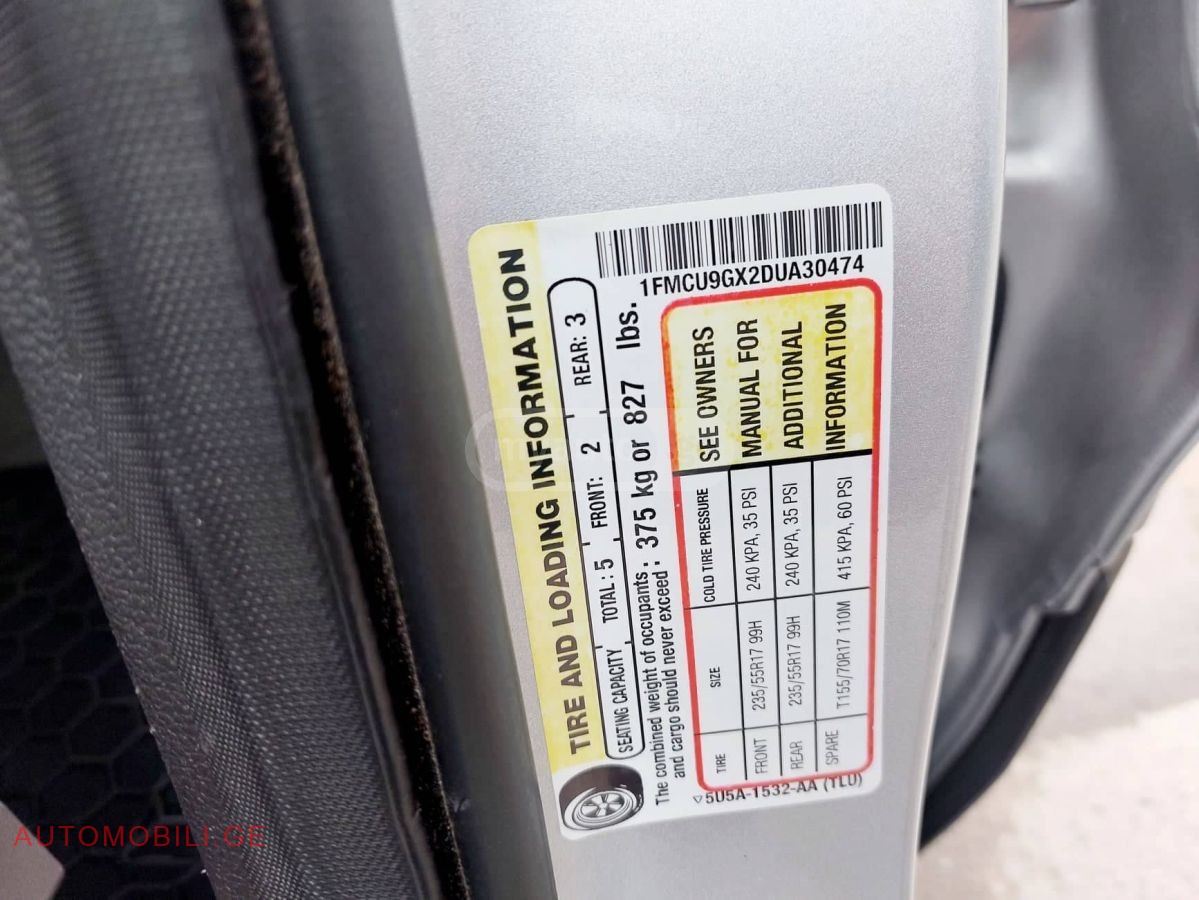 TIRE AND LOADING INFORMATION
SEATING CAPACITY TOTAL: 5 FRONT: 2 REAR: 3
The combined weight of occupants: 375 kg or 827 lbs.
and cargo should never exceed:
1FMCU9GX2DUA30474
TIRE SIZE COLD TIRE PRESSURE
FRONT 235/55R17 99H 240 KPA, 35 PSI
REAR 235/55R17 99H 240 KPA, 35 PSI
SPARE T155/70R17 110M 415 KPA, 60 PSI
SEE OWNERS
MANUAL FOR
ADDITIONAL
INFORMATION
5U5A-1532-AA (TL0)
AUTOMOBILI.GE